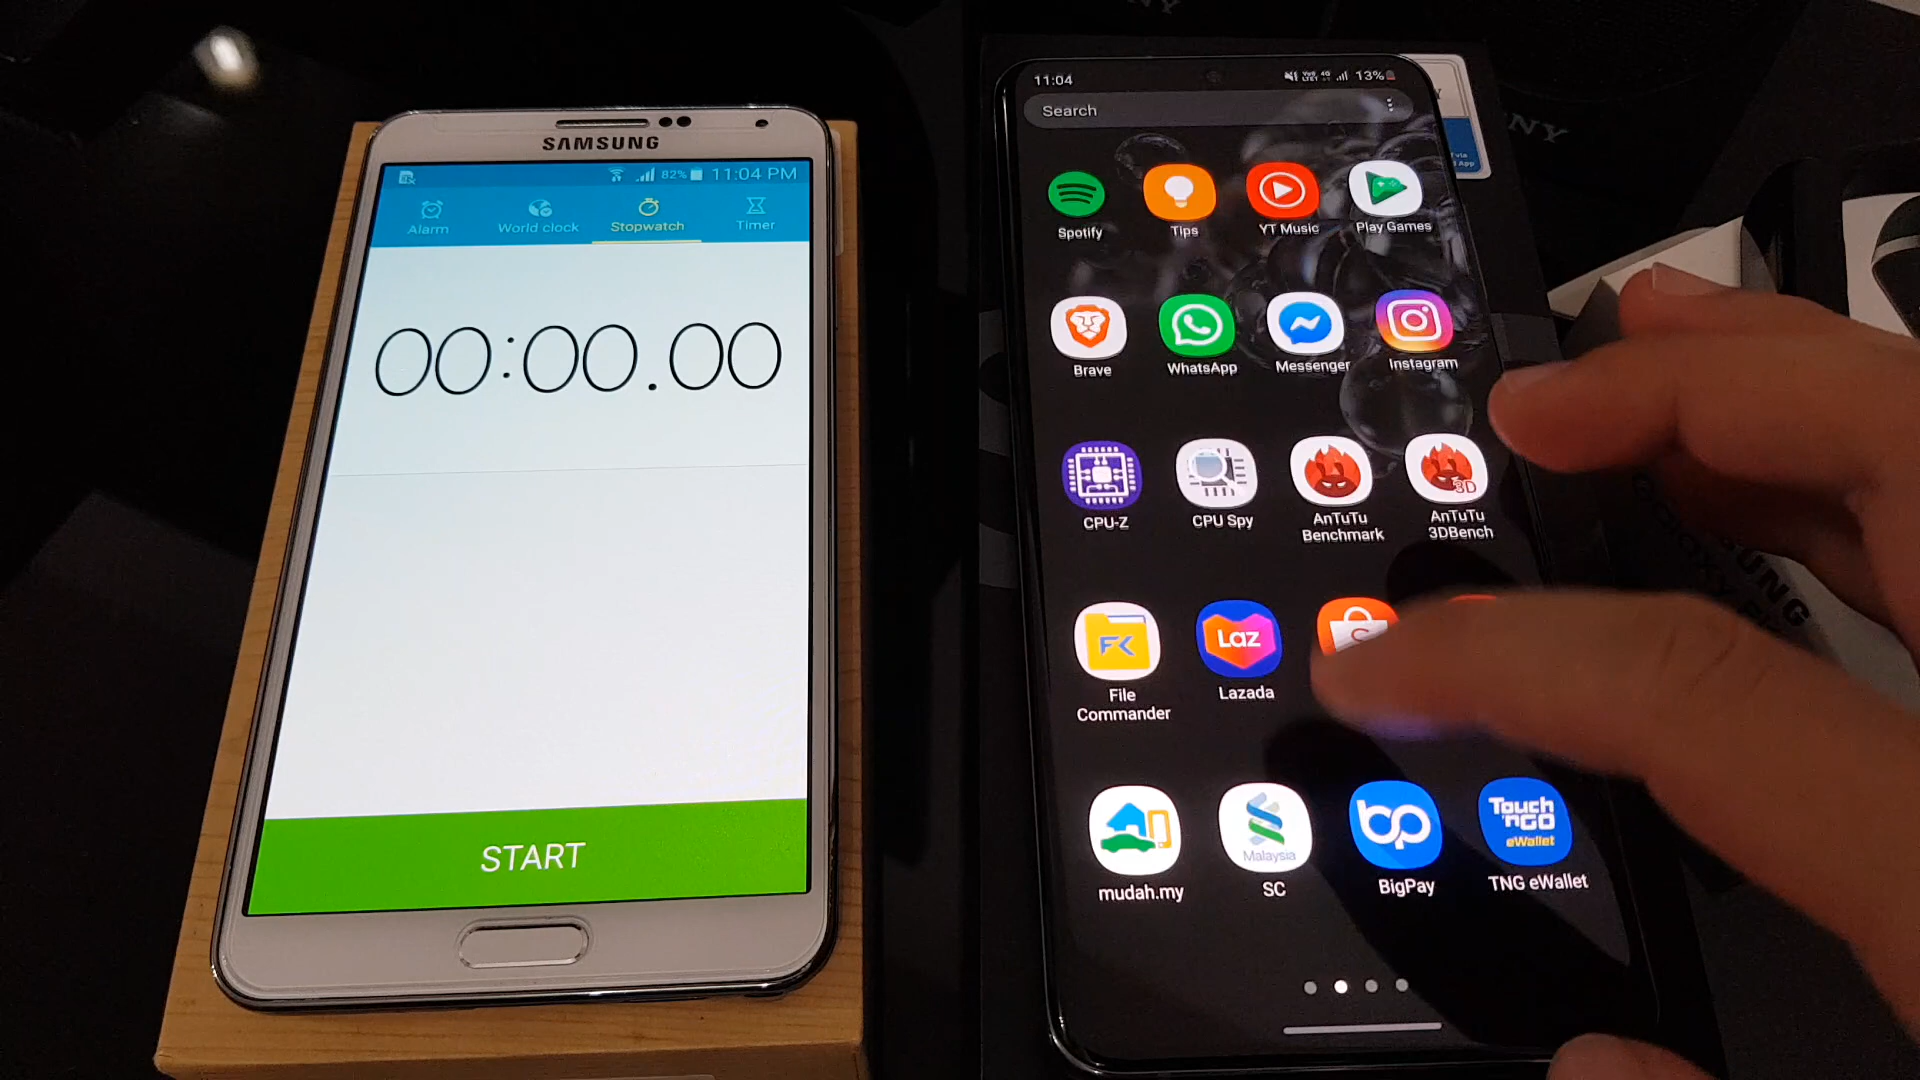 SAMSUNG
82% 11:04 PM
Alarm
World clock
Stopwatch
Timer
00:00.00
START
11:04
13%
Search
Spotify
Tips
YT Music
Play Games
Brave
WhatsApp
Messenger
Instagram
CPU-Z
CPU Spy
AnTuTu
Benchmark
3D
AnTuTu
3DBench
File
Commander
Laz
Lazada
Malaysia
SC
mudah.my
bp
BigPay
Touch
'nGO
eWallet
TNG eWallet